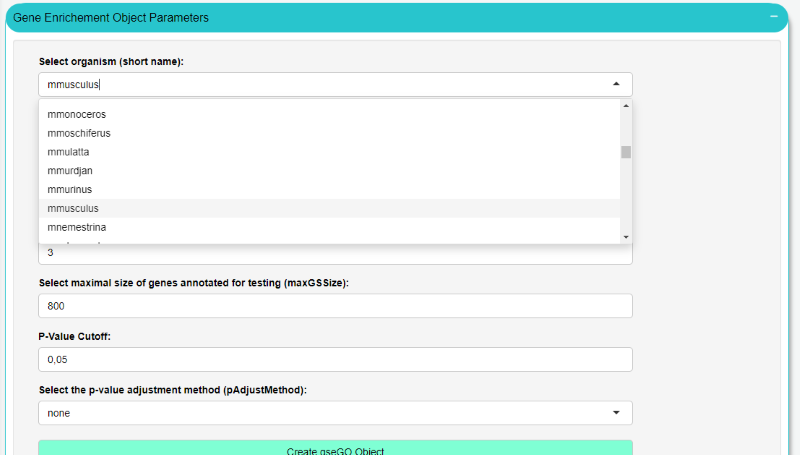 Gene Enrichement Object Parameters
Select organism (short name):
mmusculus
mmonoceros
mmoschiferus
mmulatta
mmurdjan
mmurinus
mmusculus
mnemestrina
3
Select maximal size of genes annotated for testing (maxGSSize):
800
P-Value Cutoff:
0,05
Select the p-value adjustment method (pAdjustMethod):
none
Create gseGO Object